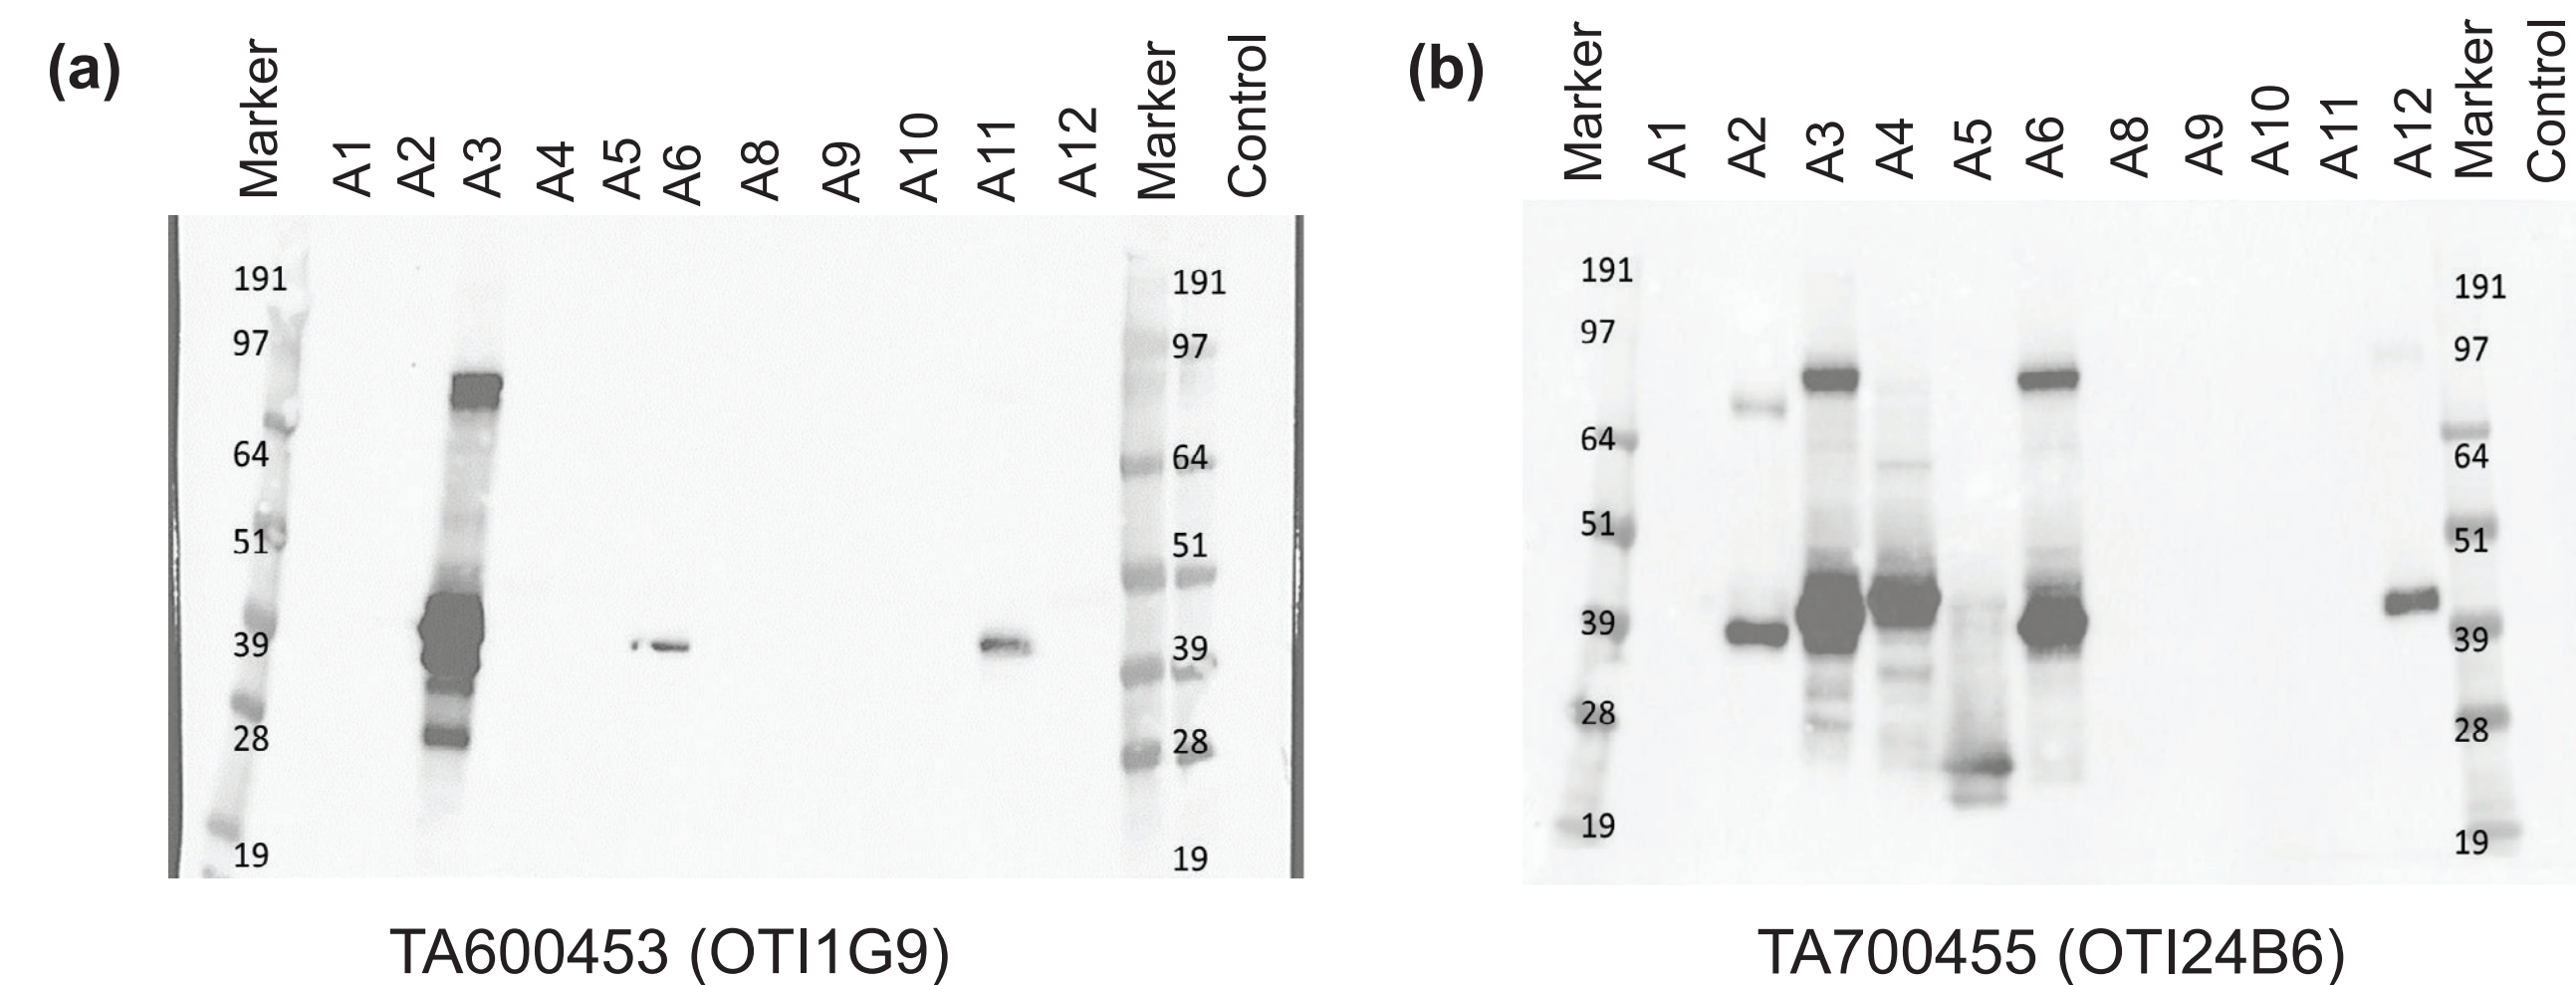 (a)
Marker A1 A2 A3 A4 A5 A6 A8 A9 A10 A11 A12 Marker Control
191 191
97 97
64 64
51 51
39 39
28 28
19 19
TA600453 (OTI1G9)
(b)
Marker A1 A2 A3 A4 A5 A6 A8 A9 A10 A11 A12 Marker Control
191 191
97 97
64 64
51 51
39 39
28 28
19 19
TA700455 (OTI24B6)